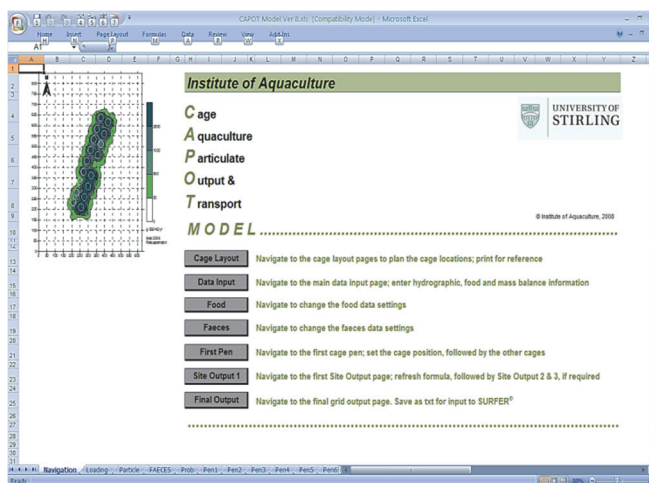 CAPOT Model Ver 8.xls [Compatibility Mode] - Microsoft Excel
Home Insert Page Layout Formulas Data Review View Add-Ins
A1
A B C D E F G H I J K L M N O P Q R S T U V W X Y Z
Institute of Aquaculture
UNIVERSITY OF
STIRLING
C age
A quaculture
P articulate
O utput &
T ransport
© Institute of Aquaculture, 2008
MODEL
Cage Layout Navigate to the cage layout pages to plan the cage locations; print for reference
Data Input Navigate to the main data input page; enter hydrographic, food and mass balance information
Food Navigate to change the food data settings
Faeces Navigate to change the faeces data settings
First Pen Navigate to the first cage pen; set the cage position, followed by the other cages
Site Output 1 Navigate to the first Site Output page; refresh formula, followed by Site Output 2 & 3, if required
Final Output Navigate to the final grid output page. Save as txt for input to SURFER®
Navigation Loading Particle FAECES Prob Pen1 Pen2 Pen3 Pen4 Pen5 Pen6
Ready 80%